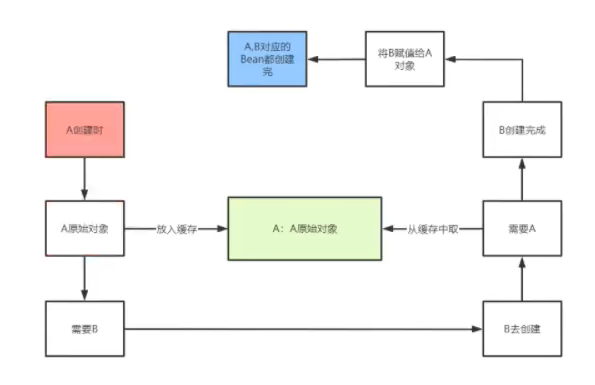 A,B对应的
Bean都创建
完
将B赋值给A
对象
A创建时
B创建完成
A原始对象
放入缓存
A：A原始对象
从缓存中取
需要A
需要B
B去创建